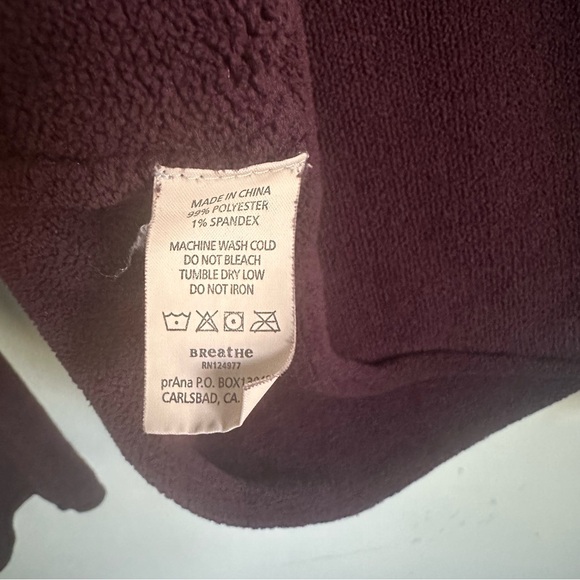 MADE IN CHINA
99% POLYESTER
1% SPANDEX
MACHINE WASH COLD
DO NOT BLEACH
TUMBLE DRY LOW
DO NOT IRON
BReatHe
RN124977
prAna P.O. BOX
CARLSBAD, CA.